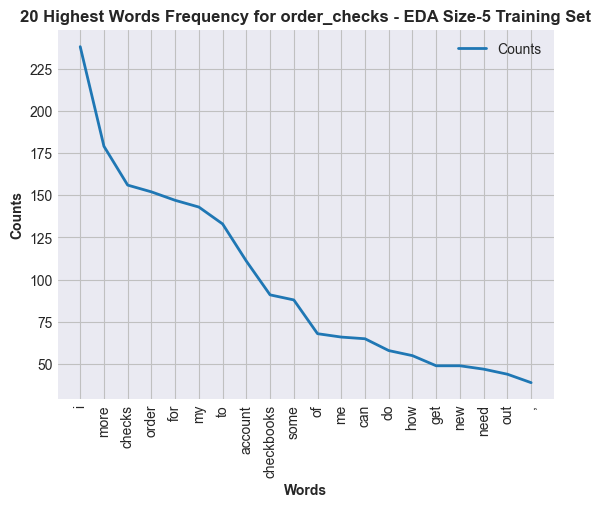 20 Highest Words Frequency for order_checks - EDA Size-5 Training Set
Counts
225
200
175
150
125
100
75
50
Counts
i
more
checks
order
for
my
to
account
checkbooks
some
of
me
can
do
how
get
new
need
out
,
Words